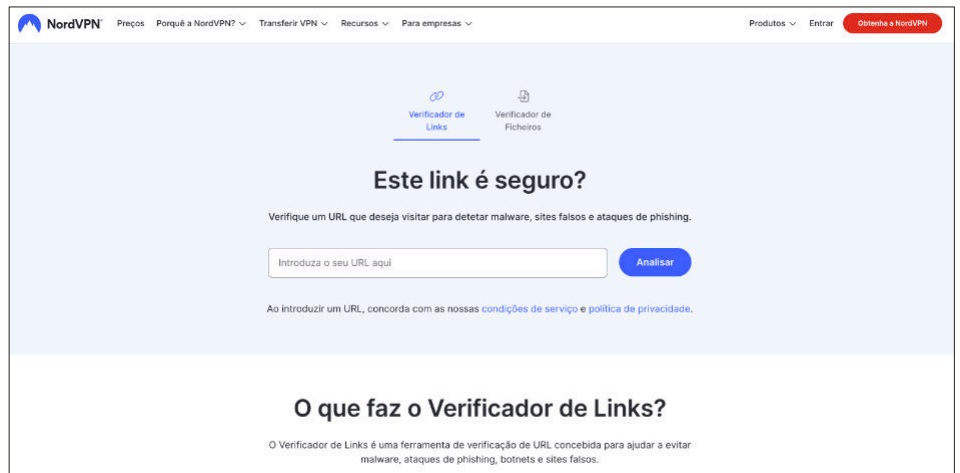 NordVPN® Preços Porquê a NordVPN? Transferir VPN Recursos Para empresas Produtos Entrar Obtenha a NordVPN
Verificador de Links
Verificador de Ficheiros
Este link é seguro?
Verifique um URL que deseja visitar para detetar malware, sites falsos e ataques de phishing.
Introduza o seu URL aqui Analisar
Ao introduzir um URL, concorda com as nossas condições de serviço e política de privacidade.
O que faz o Verificador de Links?
O Verificador de Links é uma ferramenta de verificação de URL concebida para ajudar a evitar
malware, ataques de phishing, botnets e sites falsos.